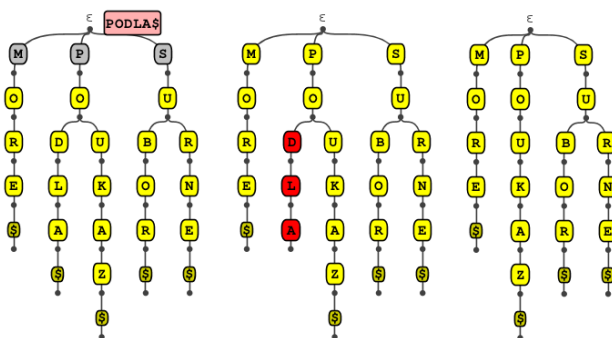 ε PODLA$ ε ε
M P S M P S M P S
O O U O O U O O U
R D U B R R D U B R R U B R
E L K O N E L K O N E K O N
$ A A R E $ A A R E $ A R E
$ Z $ $ Z $ $ Z $ $
$ $ $